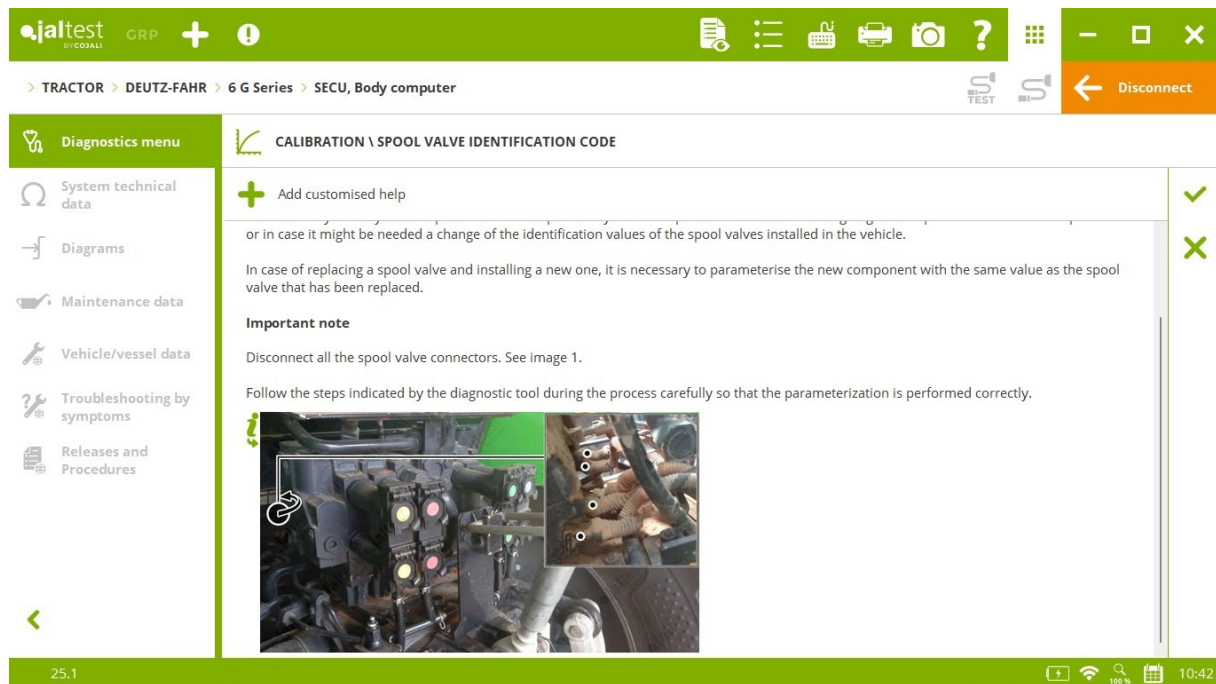 jaltest GRP
BY COJALI
> TRACTOR > DEUTZ-FAHR > 6 G Series > SECU, Body computer
TEST
Disconnect
Diagnostics menu
System technical
data
Diagrams
Maintenance data
Vehicle/vessel data
Troubleshooting by
symptoms
Releases and
Procedures
CALIBRATION \ SPOOL VALVE IDENTIFICATION CODE
Add customised help
or in case it might be needed a change of the identification values of the spool valves installed in the vehicle.
In case of replacing a spool valve and installing a new one, it is necessary to parameterise the new component with the same value as the spool
valve that has been replaced.
Important note
Disconnect all the spool valve connectors. See image 1.
Follow the steps indicated by the diagnostic tool during the process carefully so that the parameterization is performed correctly.
25.1
100 %
10:42